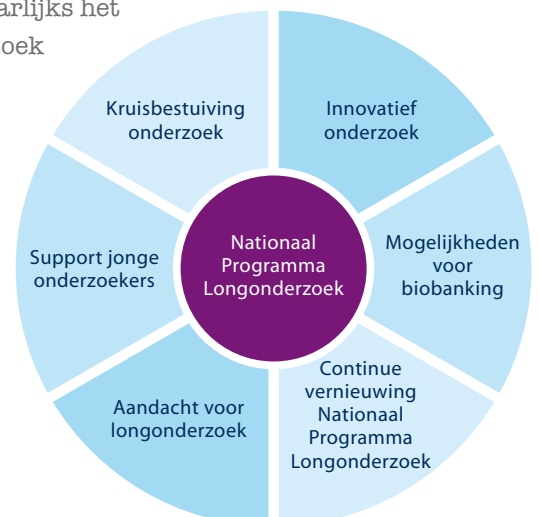 arlijks het
oek
Kruisbestuiving
onderzoek
Innovatief
onderzoek
Support jonge
onderzoekers
Nationaal
Programma
Longonderzoek
Mogelijkheden
voor
biobanking
Aandacht voor
longonderzoek
Continue
vernieuwing
Nationaal
Programma
Longonderzoek